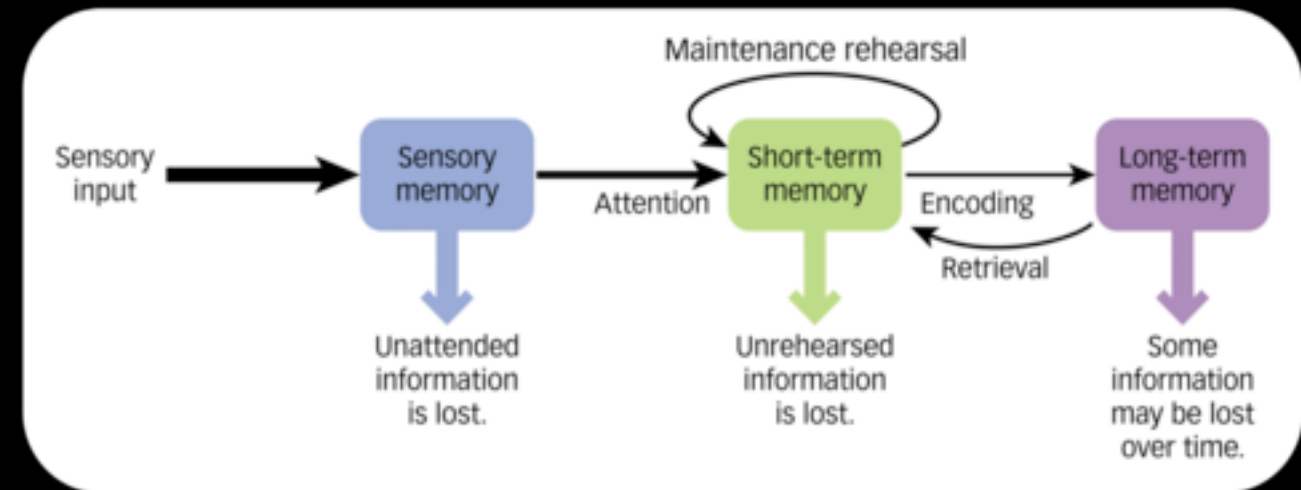 Maintenance rehearsal
Sensory
input
Sensory
memory
Attention
Short-term
memory
Encoding
Retrieval
Long-term
memory
Unattended
information
is lost.
Unrehearsed
information
is lost.
Some
information
may be lost
over time.